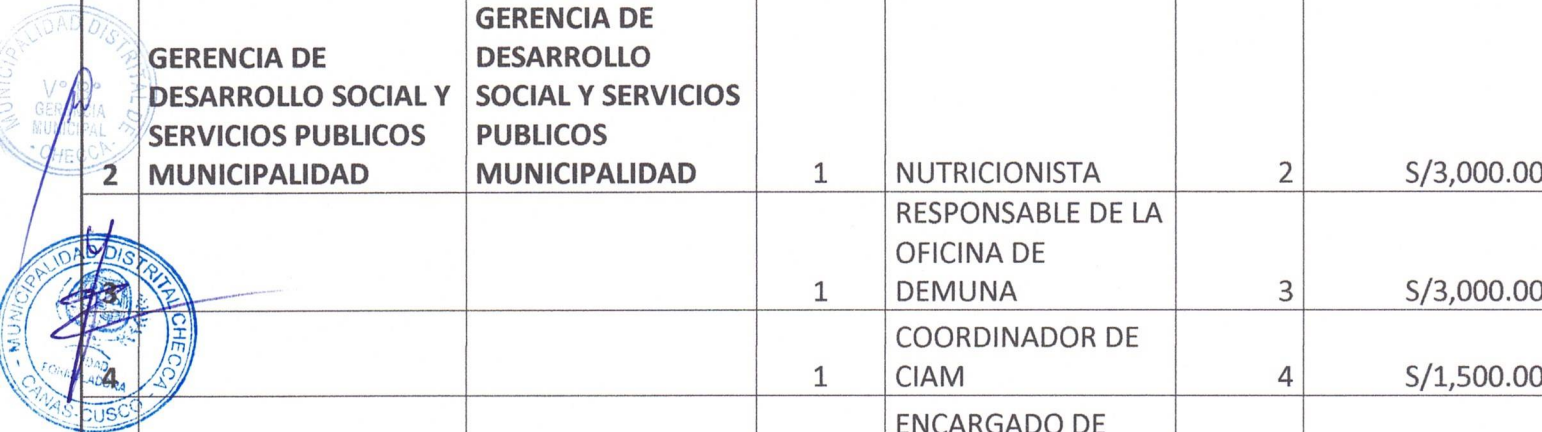 MUNICIPALIDAD DISTRITAL DE
CHECCA
V° B°
GERENCIA
MUNICIPAL
GERENCIA DE
DESARROLLO SOCIAL Y
SERVICIOS PUBLICOS
2 MUNICIPALIDAD
GERENCIA DE
DESARROLLO
SOCIAL Y SERVICIOS
PUBLICOS
MUNICIPALIDAD
1 NUTRICIONISTA 2 S/3,000.00
RESPONSABLE DE LA
OFICINA DE
3 1 DEMUNA 3 S/3,000.00
COORDINADOR DE
4 1 CIAM 4 S/1,500.00
ENCARGADO DE
MUNICIPALIDAD DISTRITAL CHECCA
CANAS-CUSCO